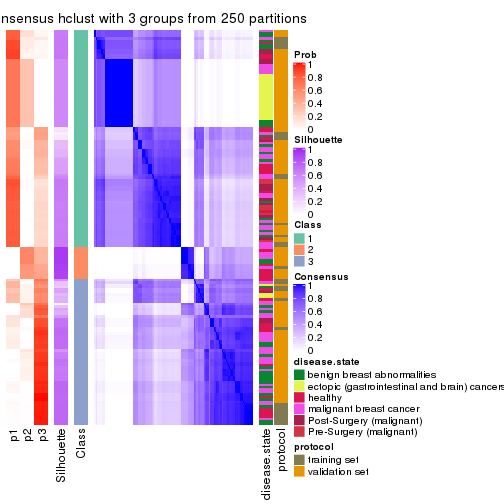 nsensus hclust with 3 groups from 250 partitions
Prob
1
0.8
0.6
0.4
0.2
0
Silhouette
1
0.8
0.6
0.4
0.2
0
Class
1
2
3
Consensus
1
0.8
0.6
0.4
0.2
0
disease.state
benign breast abnormalities
ectopic (gastrointestinal and brain) cancers
healthy
malignant breast cancer
Post-Surgery (malignant)
Pre-Surgery (malignant)
protocol
training set
validation set
p1
p2
p3
Silhouette
Class
disease.state
protocol